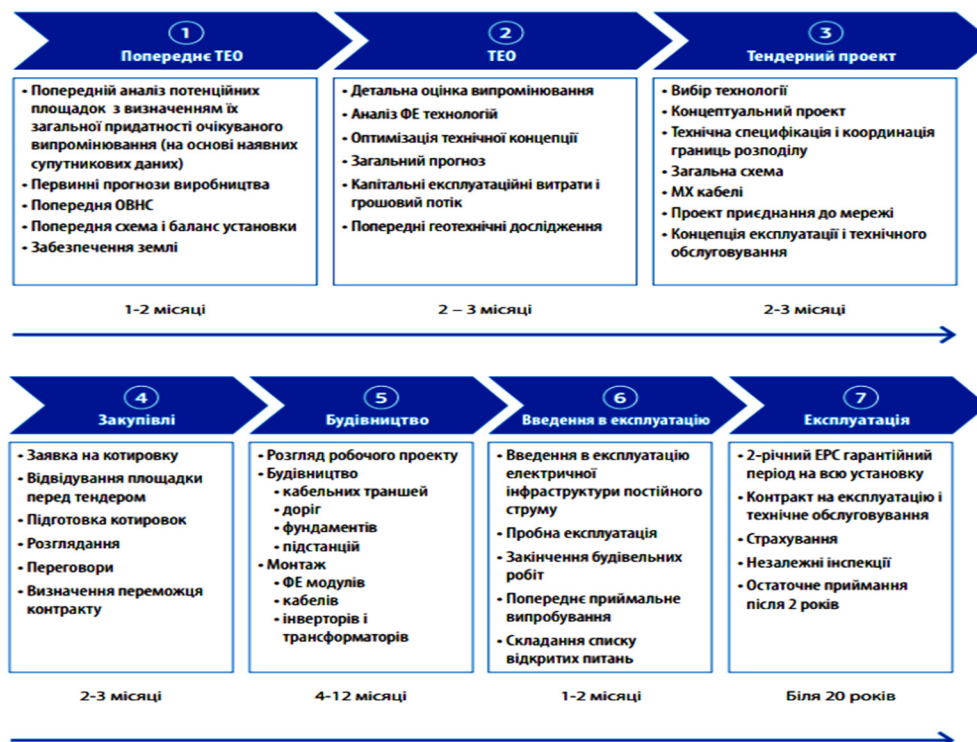 1
Попереднє ТЕО
• Попередній аналіз потенційних
площадок з визначенням їх
загальної придатності очікуваного
випромінювання (на основі наявних
супутникових даних)
• Первинні прогнози виробництва
• Попередня ОВНС
• Попередня схема і баланс установки
• Забезпечення землі
1-2 місяці
2
ТЕО
• Детальна оцінка випромінювання
• Аналіз ФЕ технологій
• Оптимізація технічної концепції
• Загальний прогноз
• Капітальні експлуатаційні витрати і
грошовий потік
• Попередні геотехнічні дослідження
2 – 3 місяці
3
Тендерний проект
• Вибір технології
• Концептуальний проект
• Технічна специфікація і координація
границь розподілу
• Загальна схема
• МХ кабелі
• Проект приєднання до мережі
• Концепція експлуатації і технічного
обслуговування
2-3 місяці
4
Закупівлі
• Заявка на котировку
• Відвідування площадки
перед тендером
• Підготовка котировок
• Розглядання
• Переговори
• Визначення переможця
контракту
2-3 місяці
5
Будівництво
• Розгляд робочого проекту
• Будівництво
• кабельних траншей
• доріг
• фундаментів
• підстанцій
• Монтаж
• ФЕ модулів
• кабелів
• інверторів і
трансформаторів
4-12 місяці
6
Введення в експлуатацію
• Введення в експлуатацію
електричної
інфраструктури постійного
струму
• Пробна експлуатація
• Закінчення будівельних
робіт
• Попереднє приймальне
випробування
• Складання списку
відкритих питань
1-2 місяці
7
Експлуатація
• 2-річний ЕРС гарантійний
період на всю установку
• Контракт на експлуатацію і
технічне обслуговування
• Страхування
• Незалежні інспекції
• Остаточне приймання
після 2 років
Біля 20 років